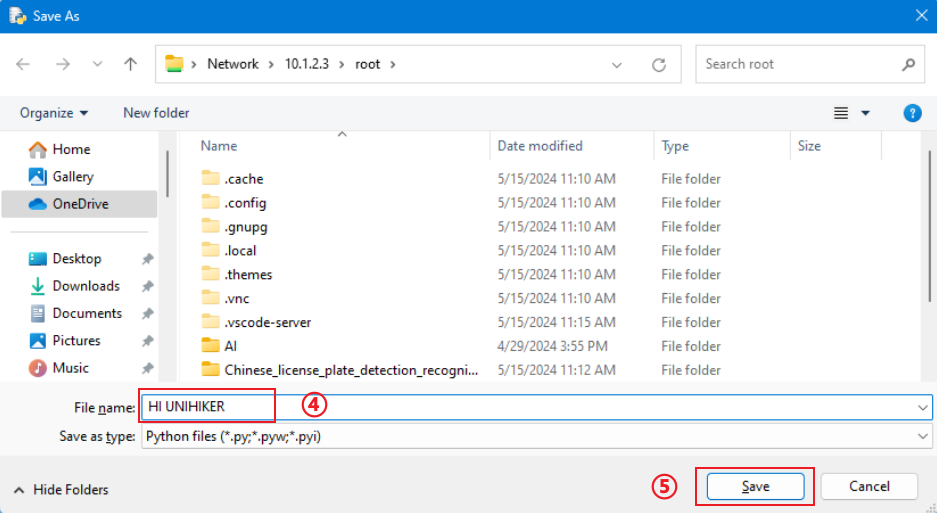 Save As
Network > 10.1.2.3 > root >
Search root
Organize
New folder
?
Name Date modified Type Size
Home
Gallery
OneDrive
Desktop
Downloads
Documents
Pictures
Music
.cache 5/15/2024 11:10 AM File folder
.config 5/15/2024 11:10 AM File folder
.gnupg 5/15/2024 11:10 AM File folder
.local 5/15/2024 11:10 AM File folder
.themes 5/15/2024 11:10 AM File folder
.vnc 5/15/2024 11:10 AM File folder
.vscode-server 5/15/2024 11:15 AM File folder
AI 4/29/2024 3:55 PM File folder
Chinese_license_plate_detection_recogni... 5/15/2024 11:12 AM File folder
File name: HI UNIHIKER ④
Save as type: Python files (*.py;*.pyw;*.pyi)
Hide Folders ⑤ Save Cancel